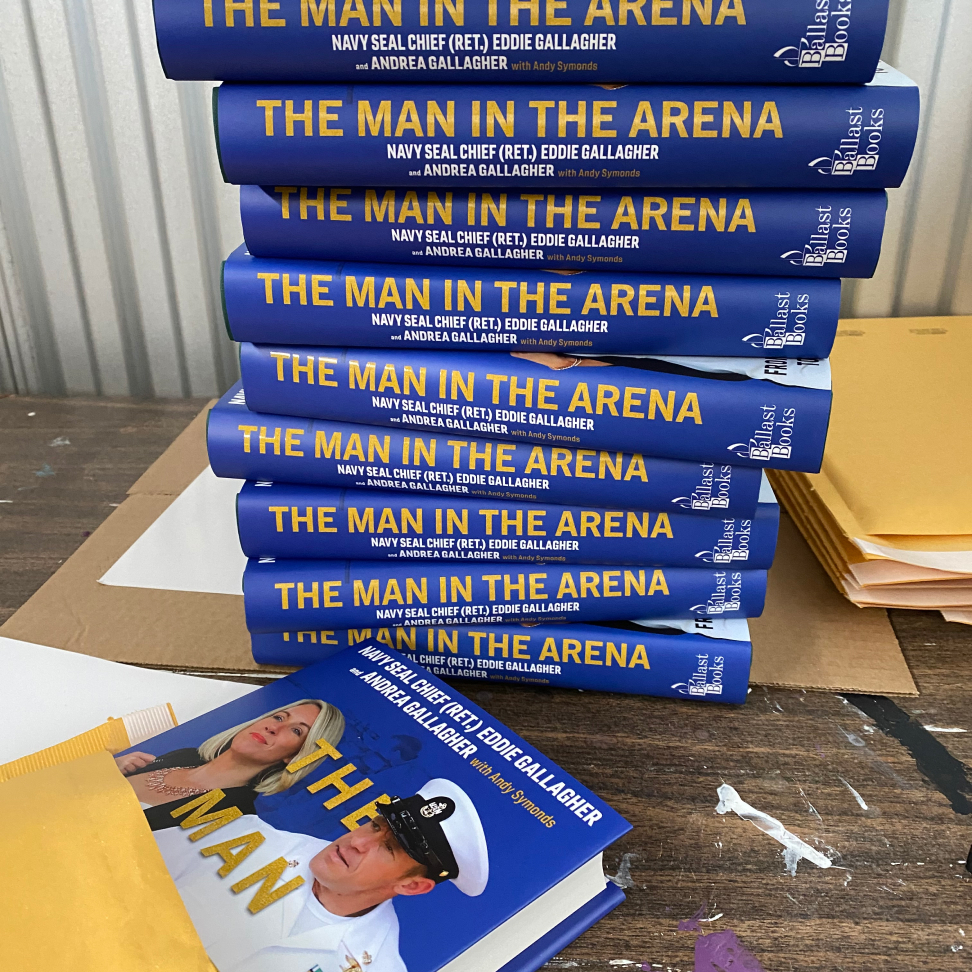 THE MAN IN THE ARENA
NAVY SEAL CHIEF (RET.) EDDIE GALLAGHER
and ANDREA GALLAGHER with Andy Symonds
Ballast
Books
THE MAN IN THE ARENA
NAVY SEAL CHIEF (RET.) EDDIE GALLAGHER
and ANDREA GALLAGHER with Andy Symonds
Ballast
Books
THE MAN IN THE ARENA
NAVY SEAL CHIEF (RET.) EDDIE GALLAGHER
and ANDREA GALLAGHER with Andy Symonds
Ballast
Books
THE MAN IN THE ARENA
NAVY SEAL CHIEF (RET.) EDDIE GALLAGHER
and ANDREA GALLAGHER with Andy Symonds
Ballast
Books
THE MAN IN THE ARENA
NAVY SEAL CHIEF (RET.) EDDIE GALLAGHER
and ANDREA GALLAGHER with Andy Symonds
Ballast
Books
THE MAN IN THE ARENA
NAVY SEAL CHIEF (RET.) EDDIE GALLAGHER
and ANDREA GALLAGHER with Andy Symonds
Ballast
Books
THE MAN IN THE ARENA
NAVY SEAL CHIEF (RET.) EDDIE GALLAGHER
and ANDREA GALLAGHER with Andy Symonds
Ballast
Books
THE MAN IN THE ARENA
NAVY SEAL CHIEF (RET.) EDDIE GALLAGHER
and ANDREA GALLAGHER with Andy Symonds
Ballast
Books
THE MAN IN THE ARENA
SEAL CHIEF (RET.) EDDIE GALLAGHER
GALLAGHER with Andy Symonds
Ballast
Books
NAVY SEAL CHIEF (RET.) EDDIE GALLAGHER
and ANDREA GALLAGHER with Andy Symonds
THE
MAN